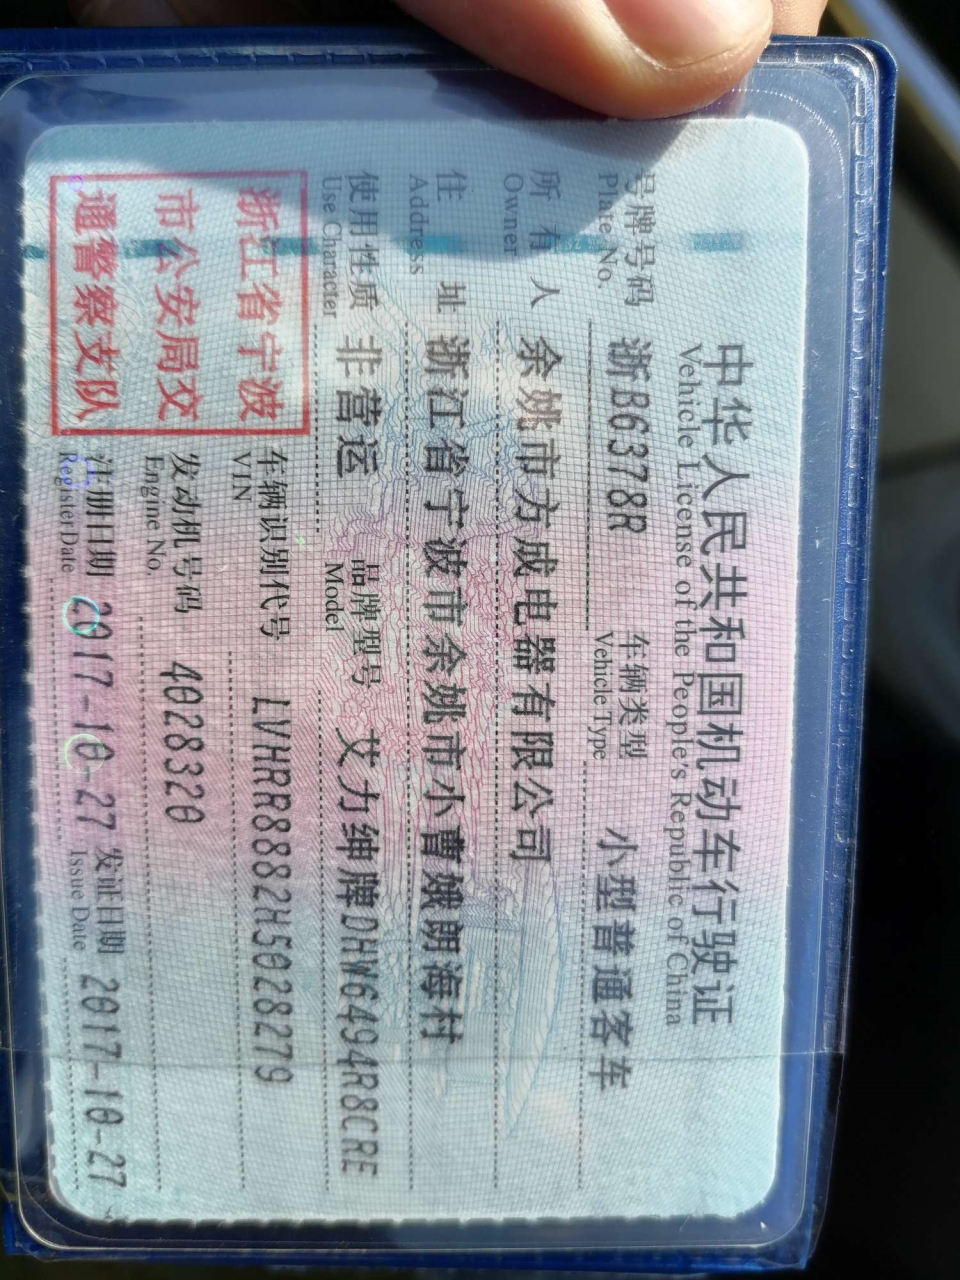 中华人民共和国机动车行驶证
Vehicle License of the People's Republic of China
号牌号码 浙B6378R 车辆类型 小型普通客车
Plate No. Vehicle Type
所有人 余姚市方成电器有限公司
Owner
住址 浙江省宁波市余姚市小曹娥朗海村
Address
使用性质 非营运 品牌型号 艾力绅牌DHW6494R8CRE
Use Character Model
浙江省宁波
市公安局交
通警察支队
车辆识别代号 LVHRR8882H5028279
VIN
发动机号码 4028320
Engine No.
注册日期 2017-10-27 发证日期 2017-10-27
Register Date Issue Date